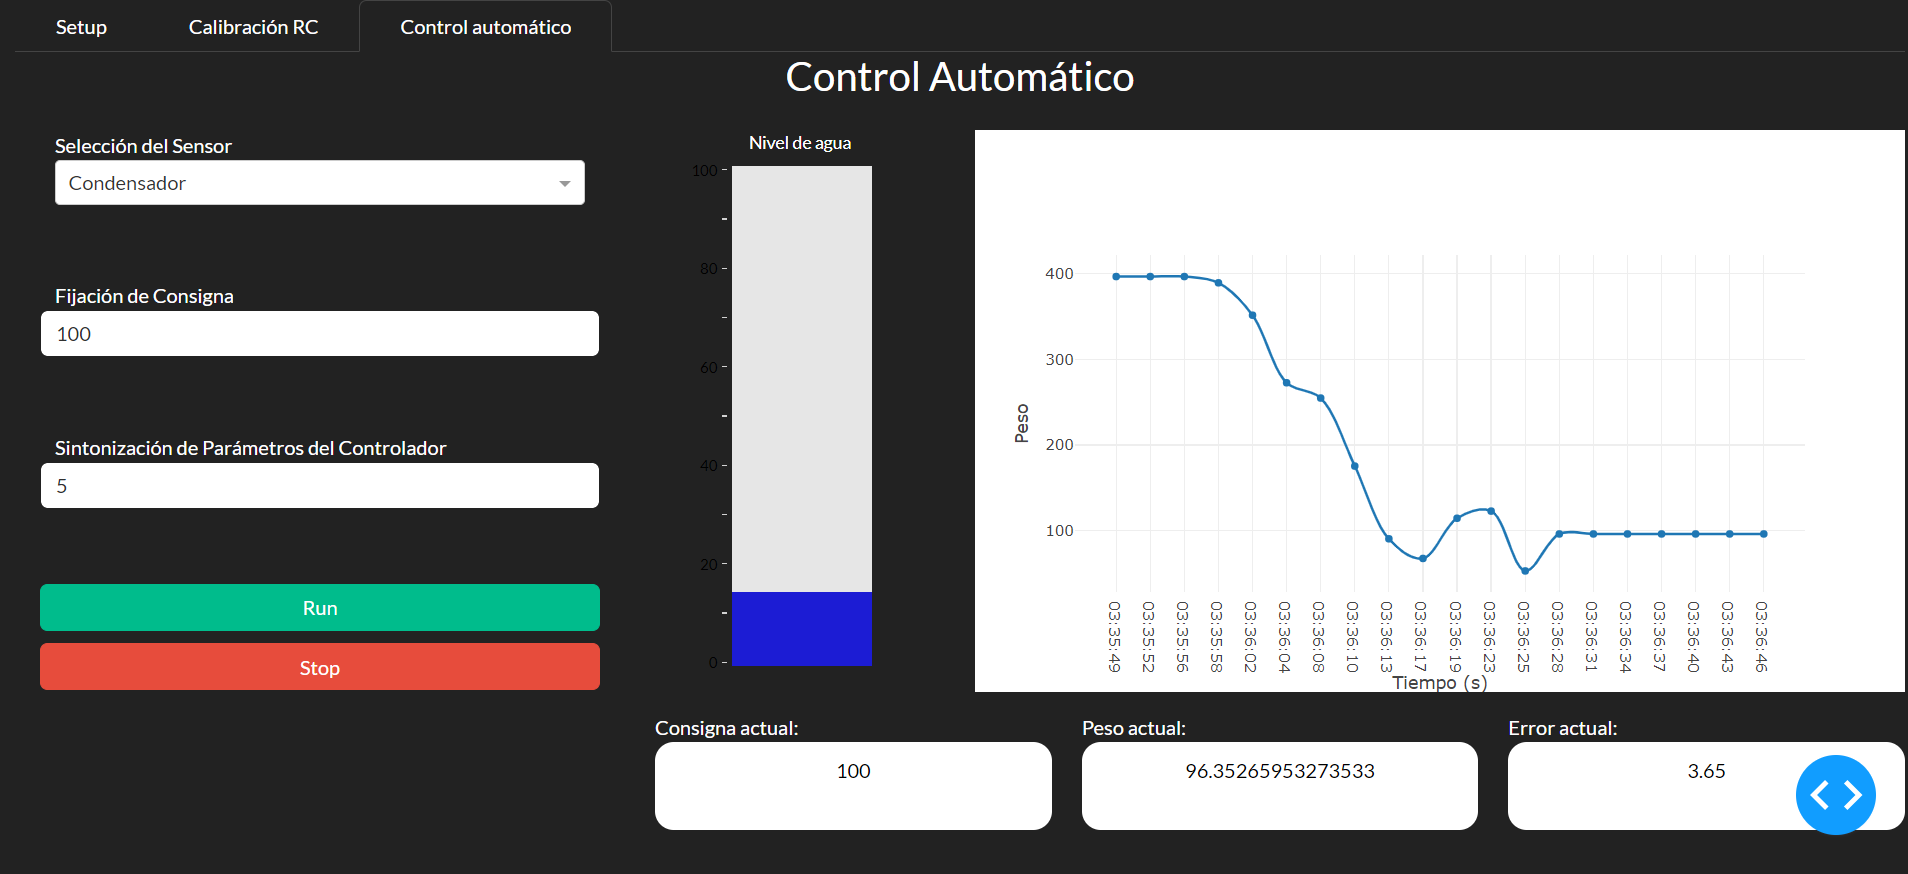 Setup
Calibración RC
Control automático
Control Automático
Selección del Sensor
Condensador
Fijación de Consigna
100
Sintonización de Parámetros del Controlador
5
Run
Stop
Nivel de agua
100
80
60
40
20
0
Peso
400
300
200
100
03:35:49
03:35:52
03:35:56
03:35:58
03:36:02
03:36:04
03:36:08
03:36:10
03:36:13
03:36:17
03:36:19
03:36:23
03:36:25
03:36:28
03:36:31
03:36:34
03:36:37
03:36:40
03:36:43
03:36:46
Tiempo (s)
Consigna actual:
100
Peso actual:
96.35265953273533
Error actual:
3.65